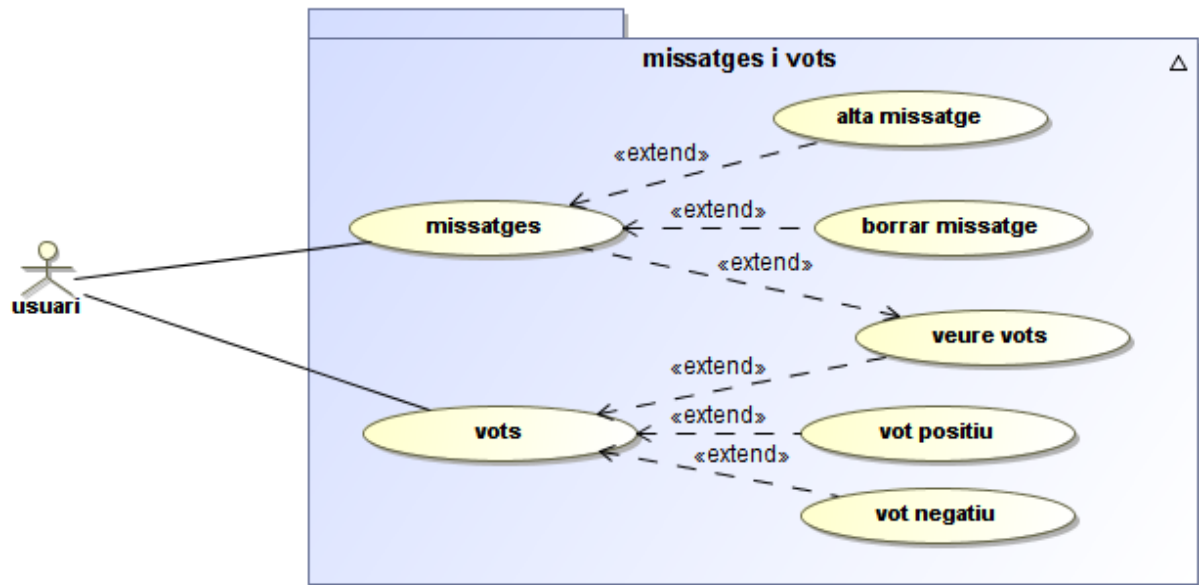 missatges i vots
alta missatge
«extend»
missatges
«extend»
borrar missatge
«extend»
usuari
veure vots
«extend»
vots
«extend»
vot positiu
«extend»
vot negatiu